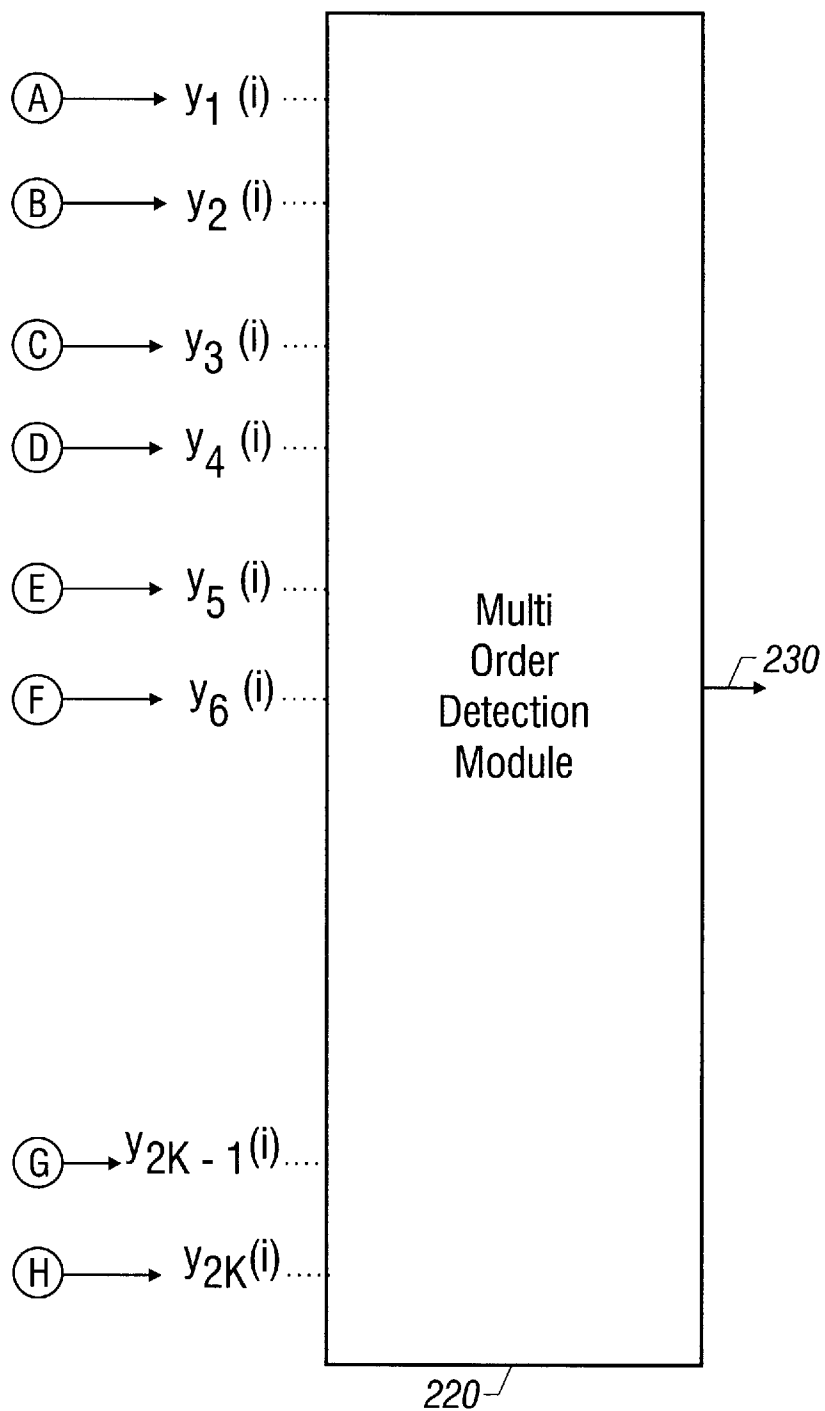 A y1 (i)
B y2 (i)
C y3 (i)
D y4 (i)
E y5 (i)
F y6 (i)
Multi
Order
Detection
Module
230
G y2K - 1(i)
H y2K(i)
220